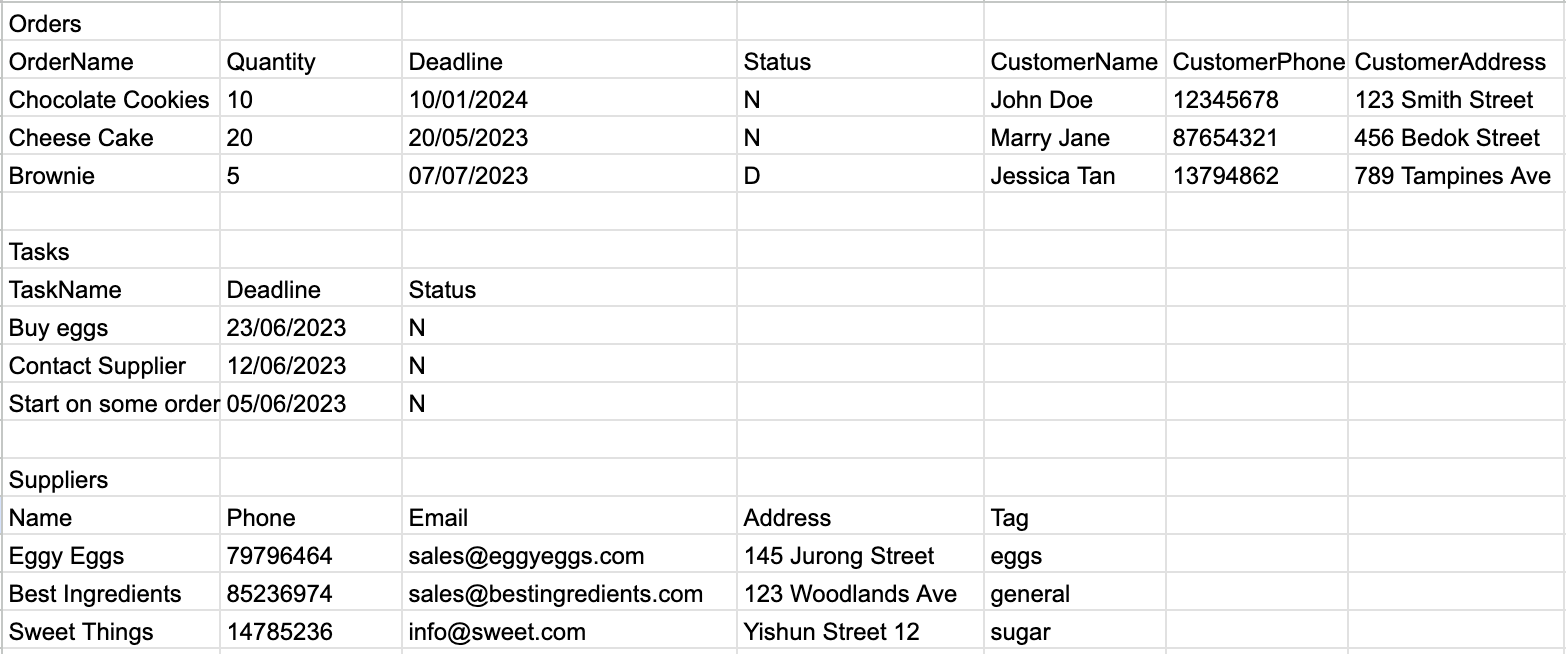 Orders
OrderName Quantity Deadline Status CustomerName CustomerPhone CustomerAddress
Chocolate Cookies 10 10/01/2024 N John Doe 12345678 123 Smith Street
Cheese Cake 20 20/05/2023 N Marry Jane 87654321 456 Bedok Street
Brownie 5 07/07/2023 D Jessica Tan 13794862 789 Tampines Ave
Tasks
TaskName Deadline Status
Buy eggs 23/06/2023 N
Contact Supplier 12/06/2023 N
Start on some order 05/06/2023 N
Suppliers
Name Phone Email Address Tag
Eggy Eggs 79796464 sales@eggyeggs.com 145 Jurong Street eggs
Best Ingredients 85236974 sales@bestingredients.com 123 Woodlands Ave general
Sweet Things 14785236 info@sweet.com Yishun Street 12 sugar